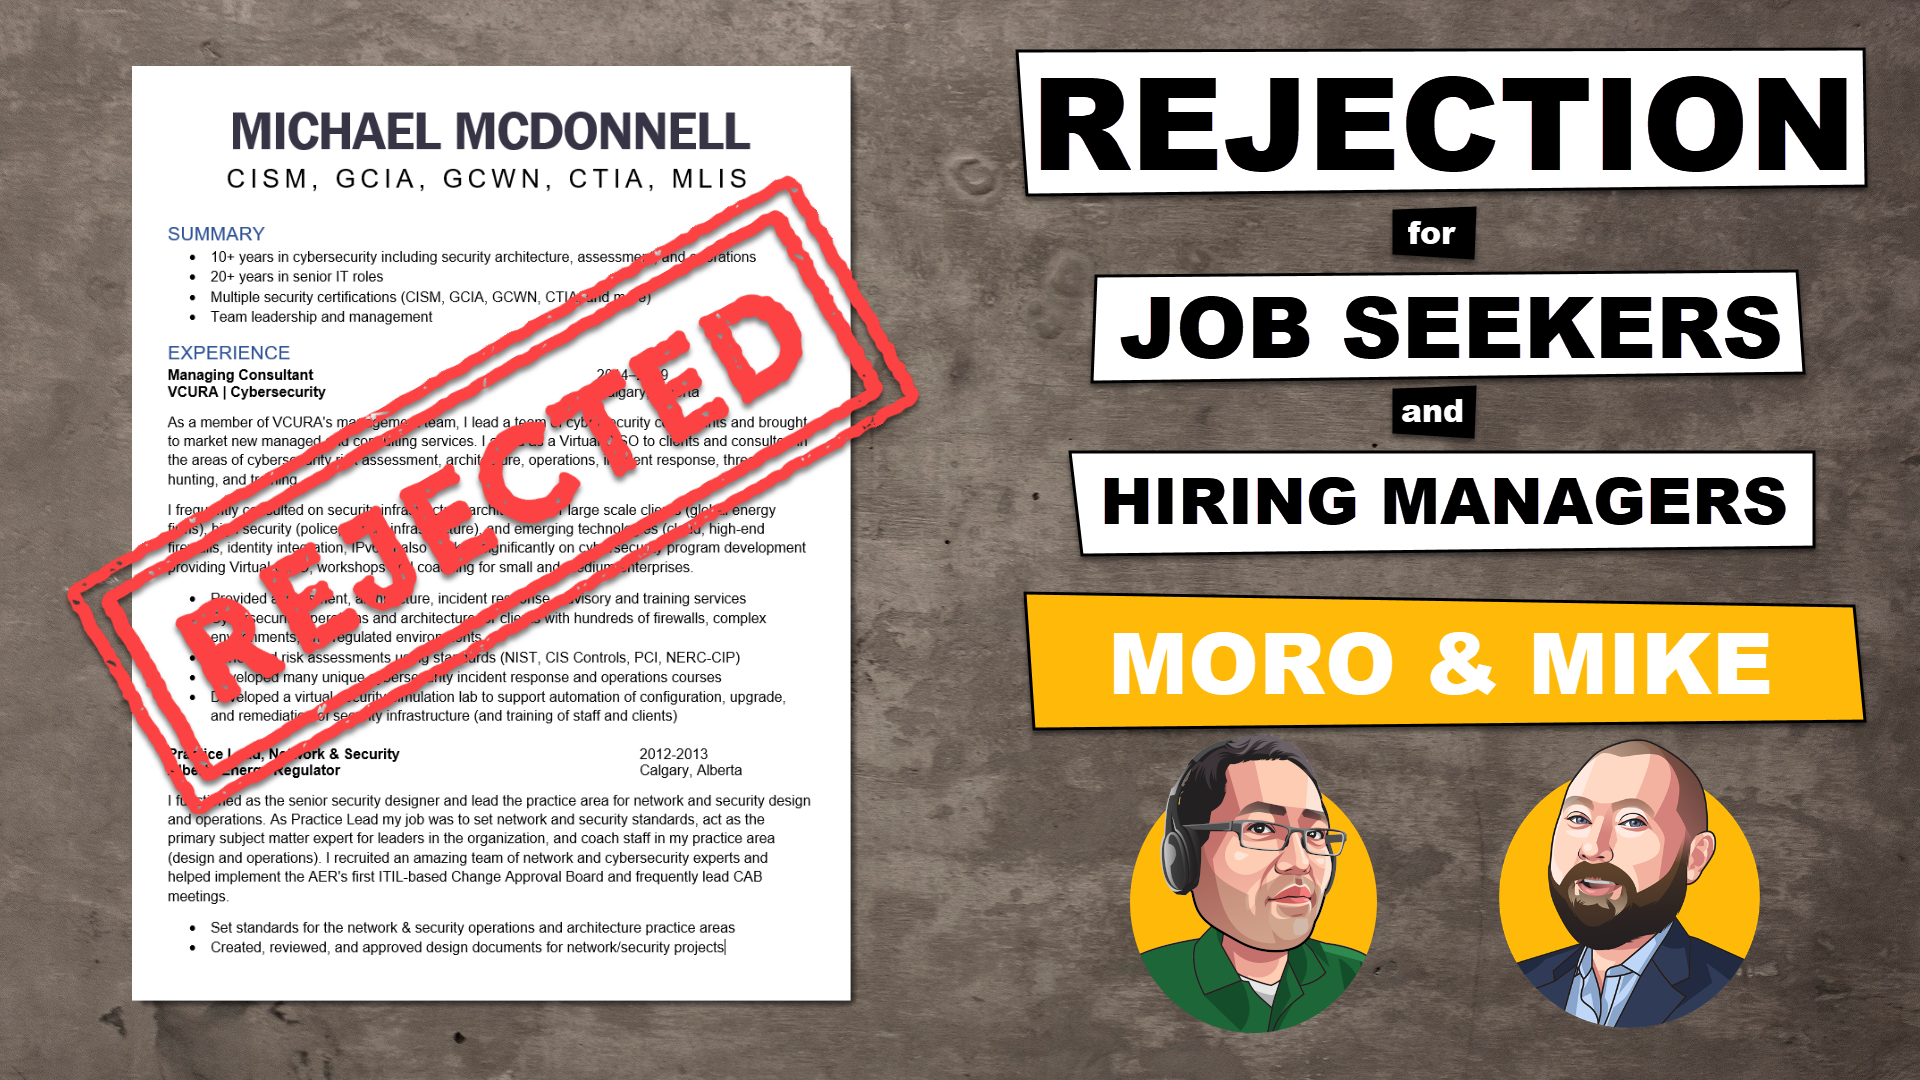 MICHAEL MCDONNELL
CISM, GCIA, GCWN, CTIA, MLIS
SUMMARY
• 10+ years in cybersecurity including security architecture, assessment, and operations
• 20+ years in senior IT roles
• Multiple security certifications (CISM, GCIA, GCWN, CTIA, and more)
• Team leadership and management
EXPERIENCE
Managing Consultant
VCURA | Cybersecurity Calgary, Alberta
As a member of VCURA's management team, I lead a team of cybersecurity consultants and brought
to market new managed and consulting services. I as a Virtual CISO to clients and consulted in
the areas of cybersecurity risk assessment, architecture, operations, incident response, threat
hunting, and training.
I frequently consulted on security infrastructure for large scale clients (global energy
firms), high security (police, infrastructure), and emerging technologies (cloud, high-end
firewalls, identity integration, also significantly on cybersecurity program development
providing Virtual workshops and coaching for small and medium enterprises.
• Provided architecture, incident response advisory and training services
• Cybersecurity operations and architecture for clients with hundreds of firewalls, complex
environments, regulated environments
• risk assessments using standards (NIST, CIS Controls, PCI, NERC-CIP)
• Developed many unique cybersecurity incident response and operations courses
• Developed a virtual security simulation lab to support automation of configuration, upgrade,
and remediation of security infrastructure (and training of staff and clients)
Practice Lead, Network & Security 2012-2013
Alberta Energy Regulator Calgary, Alberta
I functioned as the senior security designer and lead the practice area for network and security design
and operations. As Practice Lead my job was to set network and security standards, act as the
primary subject matter expert for leaders in the organization, and coach staff in my practice area
(design and operations). I recruited an amazing team of network and cybersecurity experts and
helped implement the AER's first ITIL-based Change Approval Board and frequently lead CAB
meetings.
• Set standards for the network & security operations and architecture practice areas
• Created, reviewed, and approved design documents for network/security projects
REJECTED
REJECTION
for
JOB SEEKERS
and
HIRING MANAGERS
MORO & MIKE